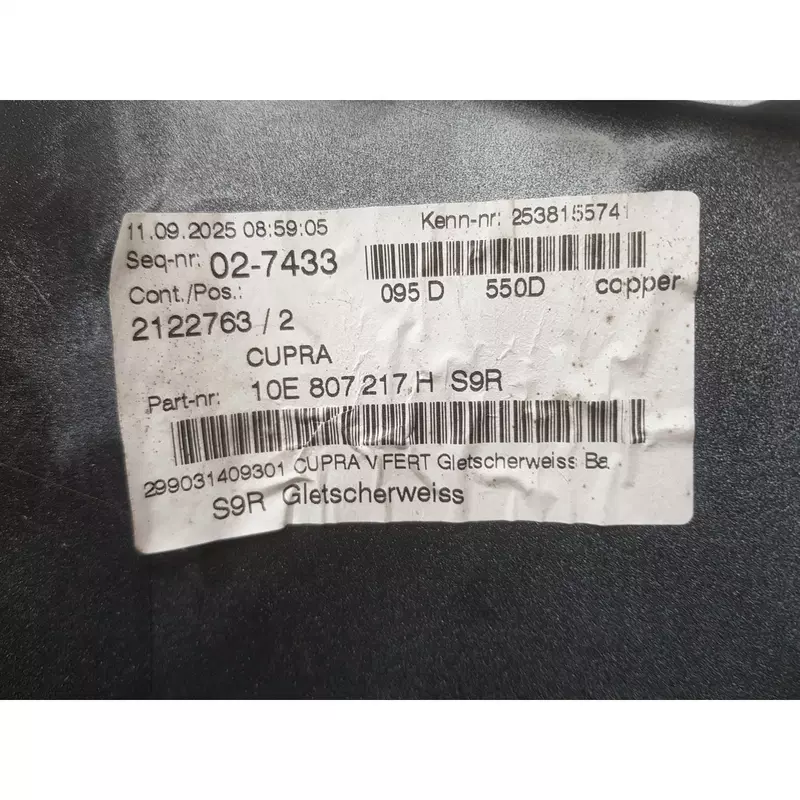 11.09.2025 08:59:05 Kenn-nr: 2538155741
Seq-nr: 02-7433
Cont./Pos.: 095 D 550D copper
2122763 / 2
CUPRA
Part-nr: 10E 807 217 H S9R
299031409301 CUPRA V FERT Gletscherweiss Ba
S9R Gletscherweiss